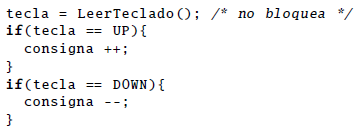 tecla = LeerTeclado(); /* no bloquea */
if(tecla == UP){
  consigna ++;
}
if(tecla == DOWN){
  consigna --;
}